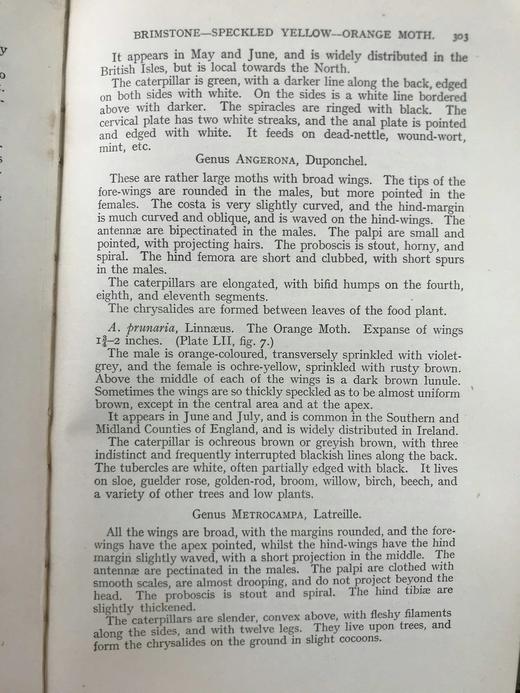 BRIMSTONE—SPECKLED YELLOW—ORANGE MOTH. 303
It appears in May and June, and is widely distributed in the
British Isles, but is local towards the North.
The caterpillar is green, with a darker line along the back, edged
on both sides with white. On the sides is a white line bordered
above with darker. The spiracles are ringed with black. The
cervical plate has two white streaks, and the anal plate is pointed
and edged with white. It feeds on dead-nettle, wound-wort,
mint, etc.
Genus ANGERONA, Duponchel.
These are rather large moths with broad wings. The tips of the
fore-wings are rounded in the males, but more pointed in the
females. The costa is very slightly curved, and the hind-margin
is much curved and oblique, and is waved on the hind-wings. The
antennæ are bipectinated in the males. The palpi are small and
pointed, with projecting hairs. The proboscis is stout, horny, and
spiral. The hind femora are short and clubbed, with short spurs
in the males.
The caterpillars are elongated, with bifid humps on the fourth,
eighth, and eleventh segments.
The chrysalides are formed between leaves of the food plant.
A. prunaria, Linnæus. The Orange Moth. Expanse of wings
1¾–2 inches. (Plate LII, fig. 7.)
The male is orange-coloured, transversely sprinkled with violet-
grey, and the female is ochre-yellow, sprinkled with rusty brown.
Above the middle of each of the wings is a dark brown lunule.
Sometimes the wings are so thickly speckled as to be almost uniform
brown, except in the central area and at the apex.
It appears in June and July, and is common in the Southern and
Midland Counties of England, and is widely distributed in Ireland.
The caterpillar is ochreous brown or greyish brown, with three
indistinct and frequently interrupted blackish lines along the back.
The tubercles are white, often partially edged with black. It lives
on sloe, guelder rose, golden-rod, broom, willow, birch, beech, and
a variety of other trees and low plants.
Genus METROCAMPA, Latreille.
All the wings are broad, with the margins rounded, and the fore-
wings have the apex pointed, whilst the hind-wings have the hind
margin slightly waved, with a short projection in the middle. The
antennæ are pectinated in the males. The palpi are clothed with
smooth scales, are almost drooping, and do not project beyond the
head. The proboscis is stout and spiral. The hind tibiæ are
slightly thickened.
The caterpillars are slender, convex above, with fleshy filaments
along the sides, and with twelve legs. They live upon trees, and
form the chrysalides on the ground in slight cocoons.